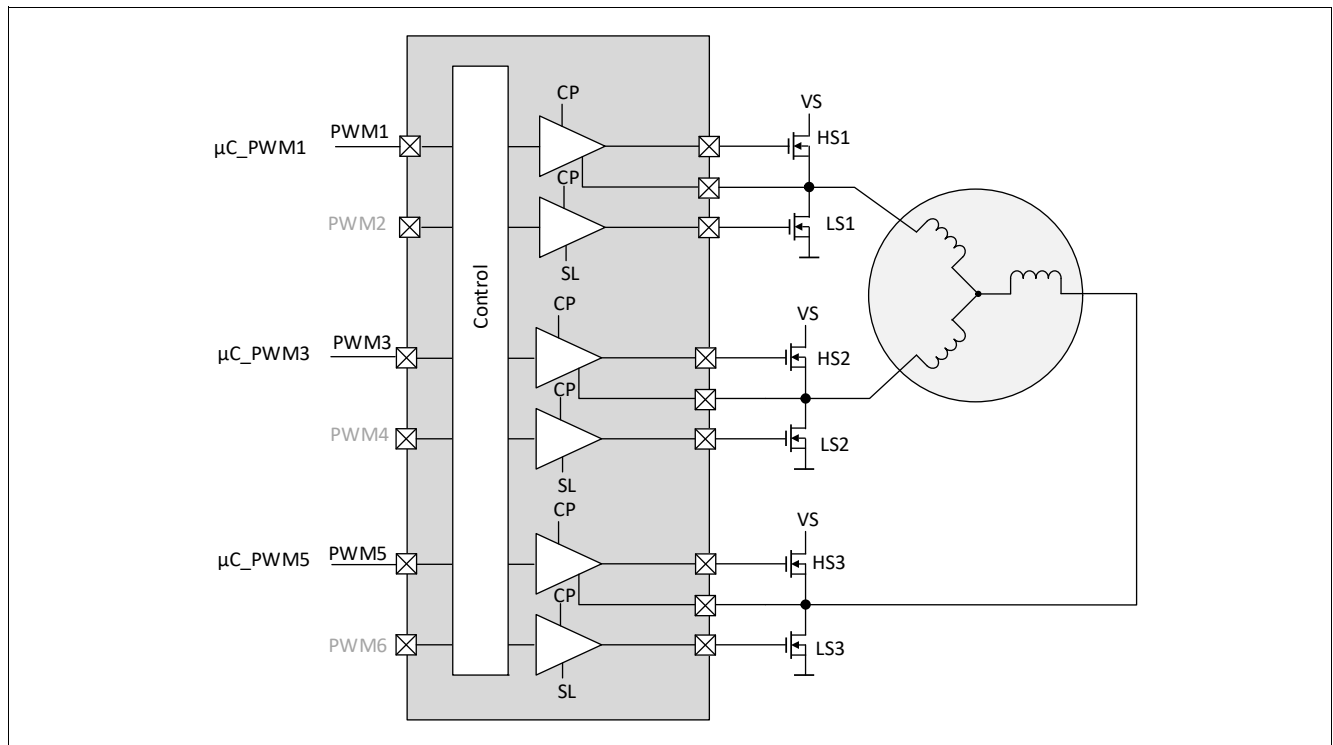 CP
VS
PWM1
HS1
µC_PWM1
CP
PWM2
LS1
SL
Control
CP
VS
PWM3
µC_PWM3
HS2
CP
PWM4
LS2
SL
CP
VS
PWM5
µC_PWM5
HS3
CP
PWM6
LS3
SL